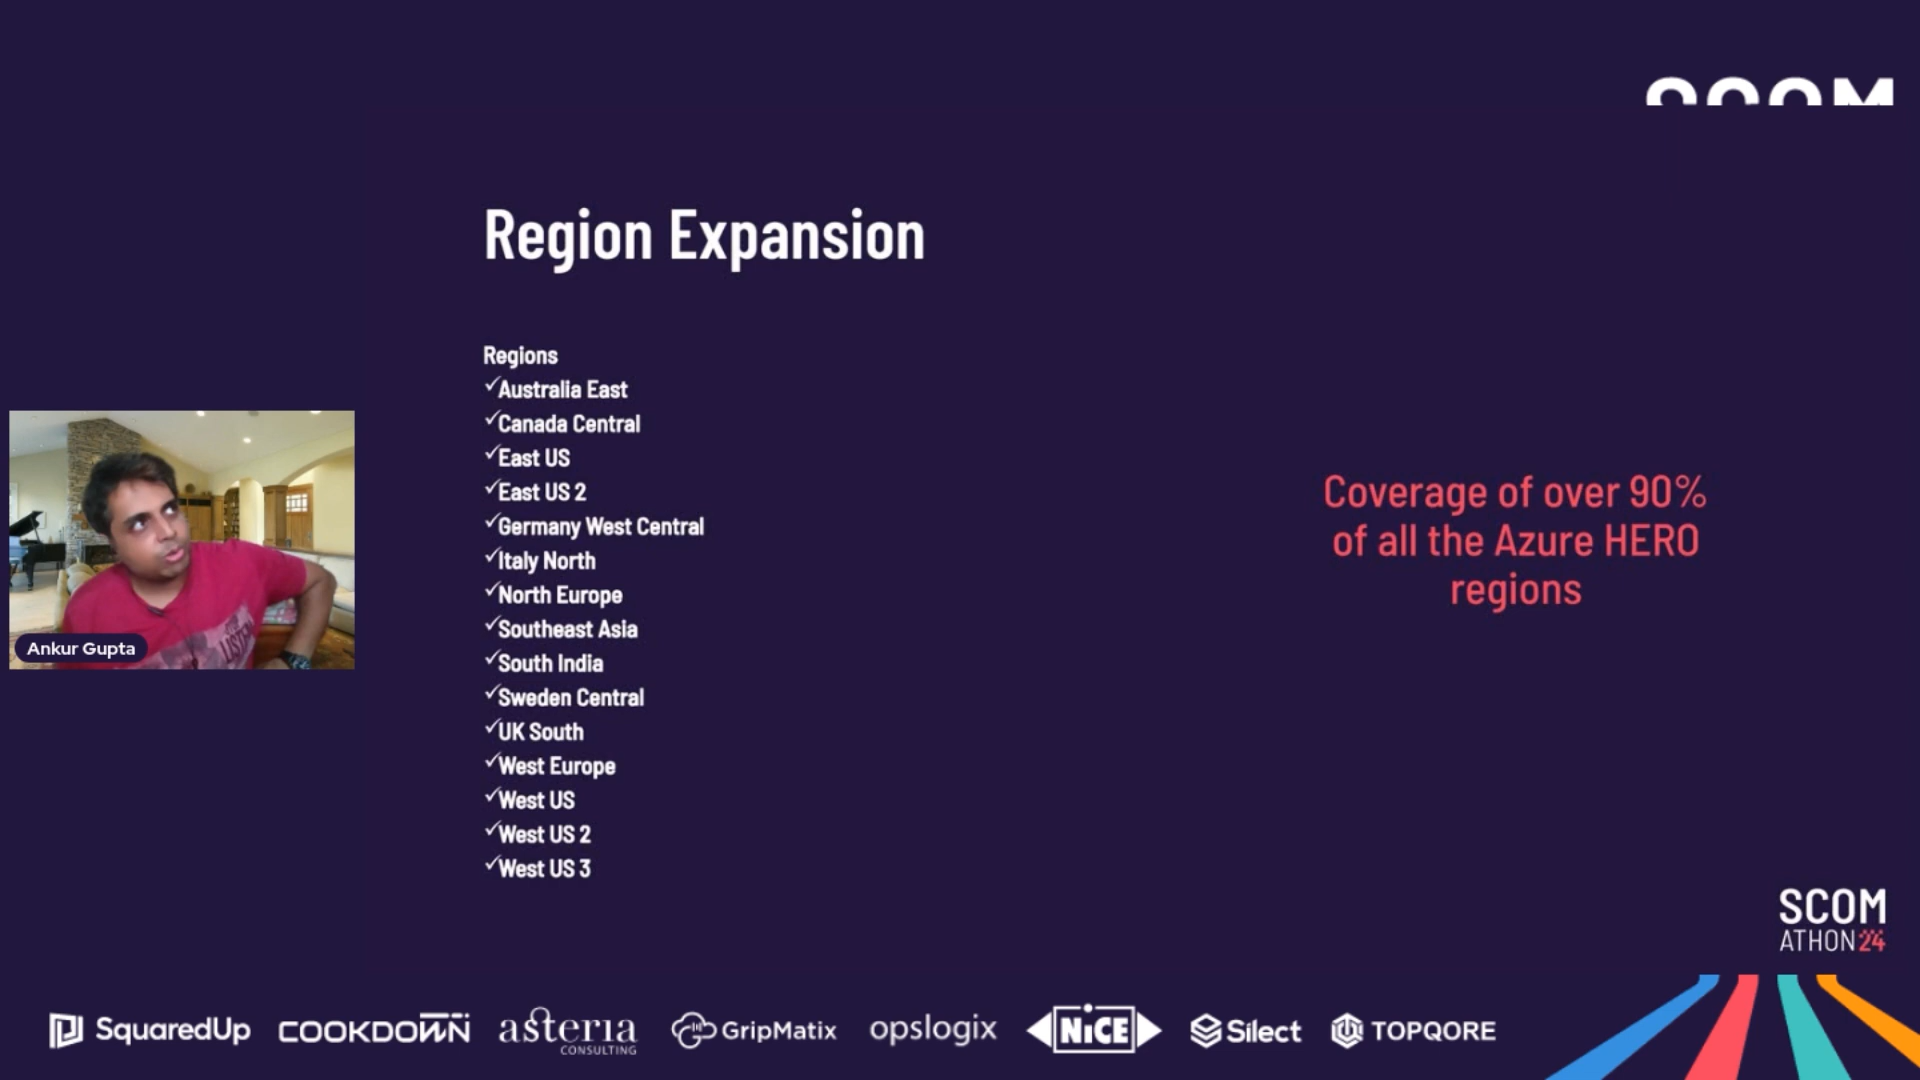 SCOM
Region Expansion
Regions
✓Australia East
✓Canada Central
✓East US
✓East US 2
✓Germany West Central
✓Italy North
✓North Europe
✓Southeast Asia
✓South India
✓Sweden Central
✓UK South
✓West Europe
✓West US
✓West US 2
✓West US 3
Coverage of over 90%
of all the Azure HERO
regions
Ankur Gupta
SCOM
ATHON24
SquaredUp
COOKDOWN
asteria
CONSULTING
GripMatix
opslogix
NiCE
Silect
TOPQORE